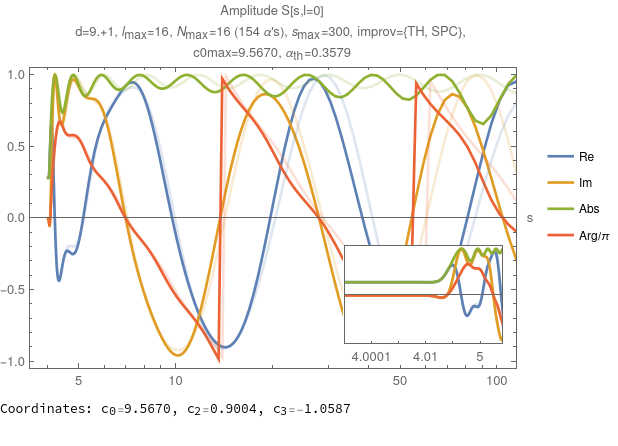 Amplitude S[s,l=0]
d=9.+1, lmax=16, Nmax=16 (154 α's), smax=300, improv={TH, SPC},
c0max=9.5670, αth=0.3579
1.0
0.5
0.0
−0.5
−1.0
5
10
50
100
s
4.0001
4.01
5
Re
Im
Abs
Arg/π
Coordinates: c0=9.5670, c2=0.9004, c3=-1.0587